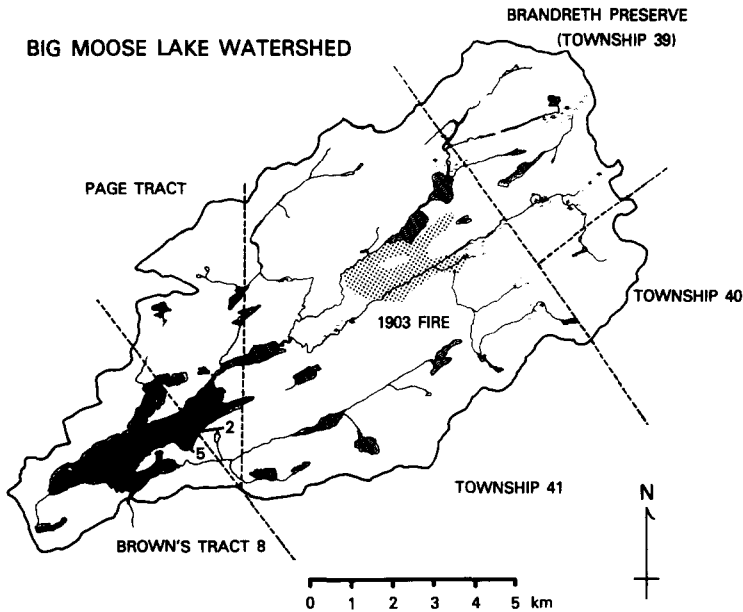 BRANDRETH PRESERVE
(TOWNSHIP 39)
BIG MOOSE LAKE WATERSHED
PAGE TRACT
TOWNSHIP 40
1903 FIRE
2
5
TOWNSHIP 41
N
BROWN'S TRACT 8
0 1 2 3 4 5 km